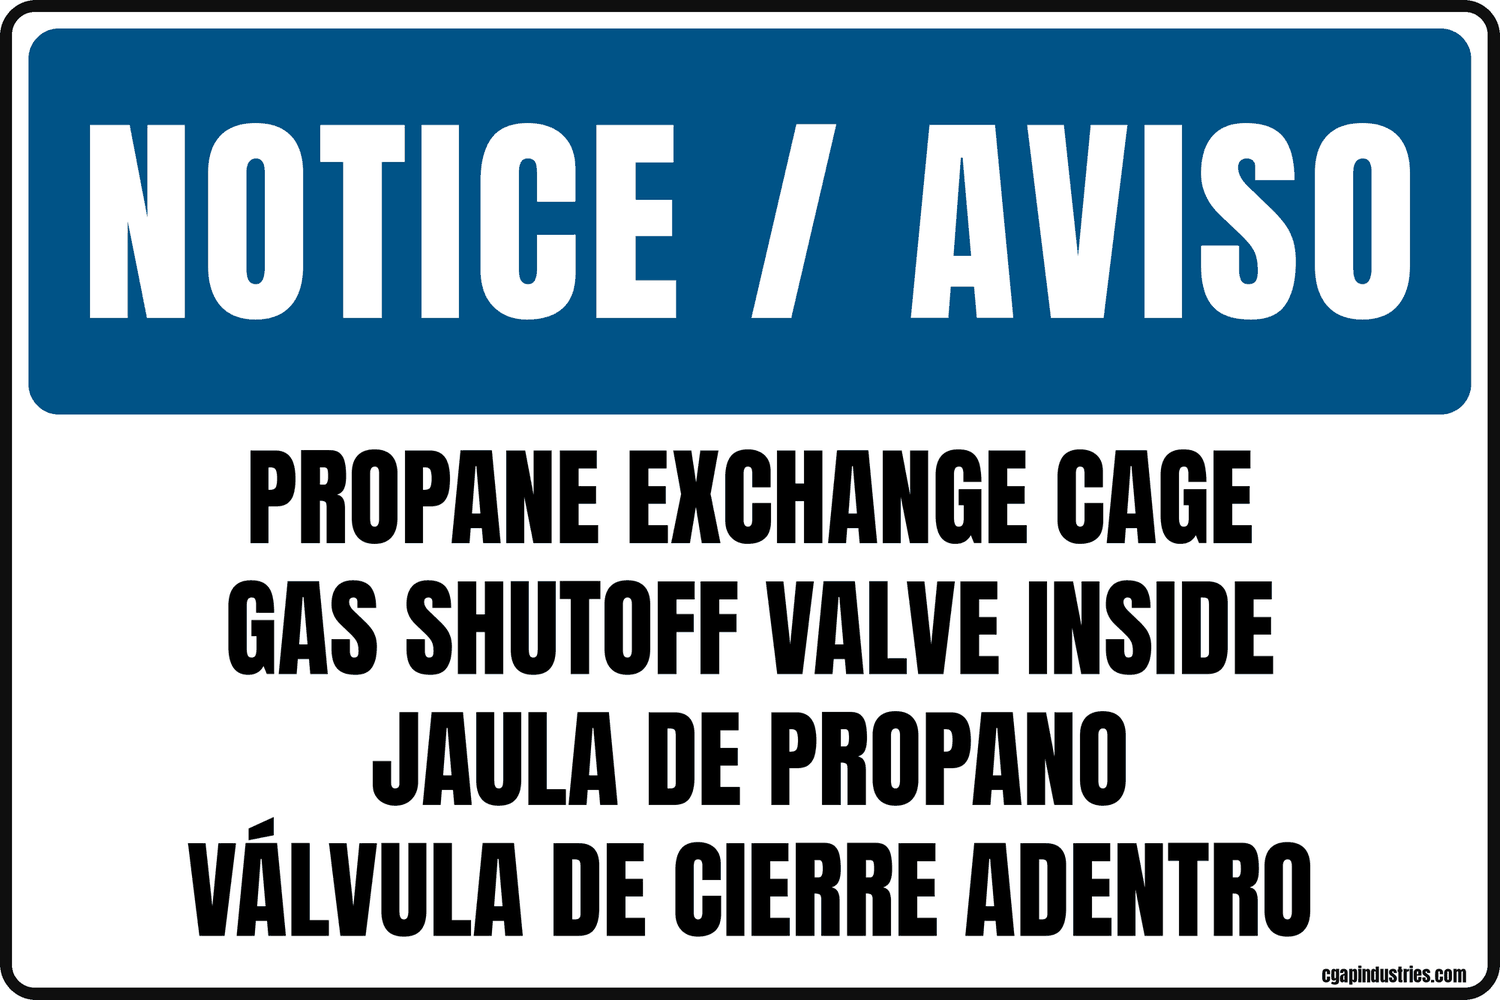 NOTICE / AVISO
PROPANE EXCHANGE CAGE
GAS SHUTOFF VALVE INSIDE
JAULA DE PROPANO
VÁLVULA DE CIERRE ADENTRO
cgapindustries.com